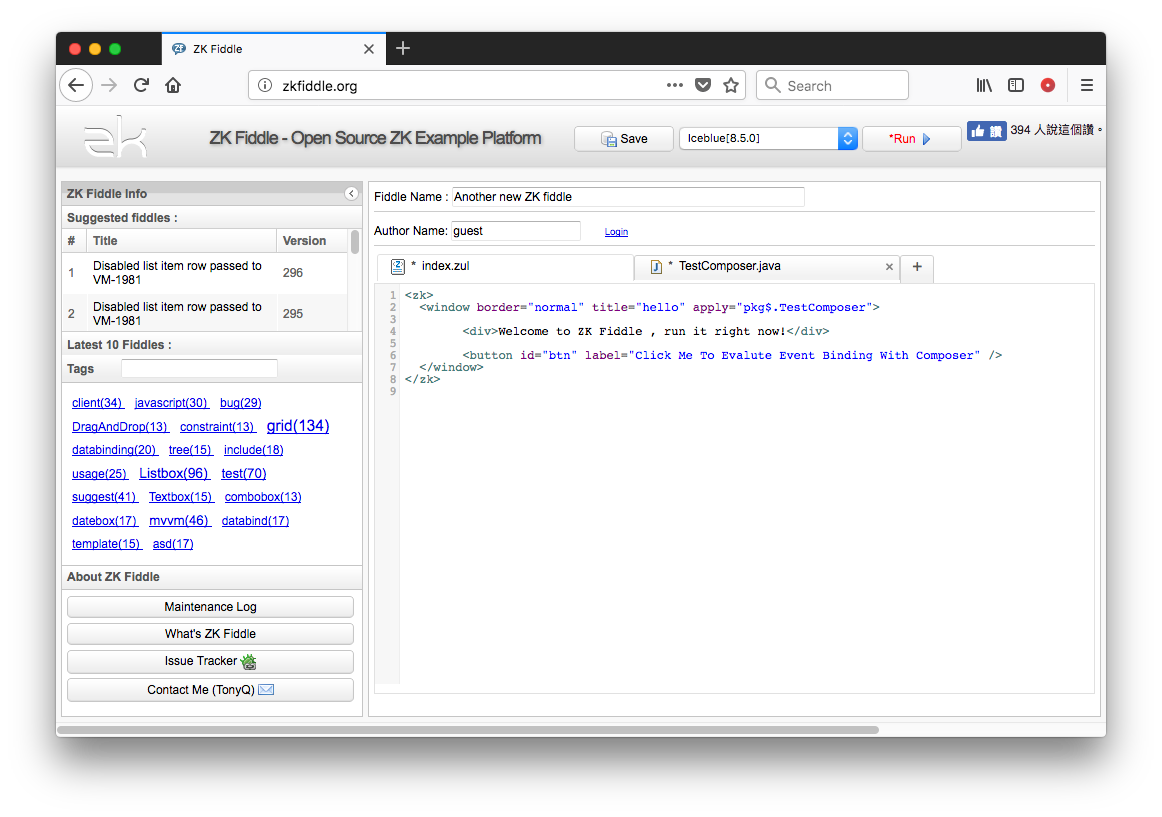 ZK Fiddle
zkfiddle.org
Search
zk
ZK Fiddle - Open Source ZK Example Platform
Save
Iceblue[8.5.0]
*Run
讚
394 人說這個讚。
ZK Fiddle Info
Suggested fiddles :
# Title Version
1 Disabled list item row passed to VM-1981 296
2 Disabled list item row passed to VM-1981 295
Latest 10 Fiddles :
Tags
client(34) javascript(30) bug(29)
DragAndDrop(13) constraint(13) grid(134)
databinding(20) tree(15) include(18)
usage(25) Listbox(96) test(70)
suggest(41) Textbox(15) combobox(13)
datebox(17) mvvm(46) databind(17)
template(15) asd(17)
About ZK Fiddle
Maintenance Log
What's ZK Fiddle
Issue Tracker
Contact Me (TonyQ)
Fiddle Name : Another new ZK fiddle
Author Name: guest Login
* index.zul
* TestComposer.java
1 <zk>
2 <window border="normal" title="hello" apply="pkg$.TestComposer">
3
4 <div>Welcome to ZK Fiddle , run it right now!</div>
5
6 <button id="btn" label="Click Me To Evalute Event Binding With Composer" />
7 </window>
8 </zk>
9